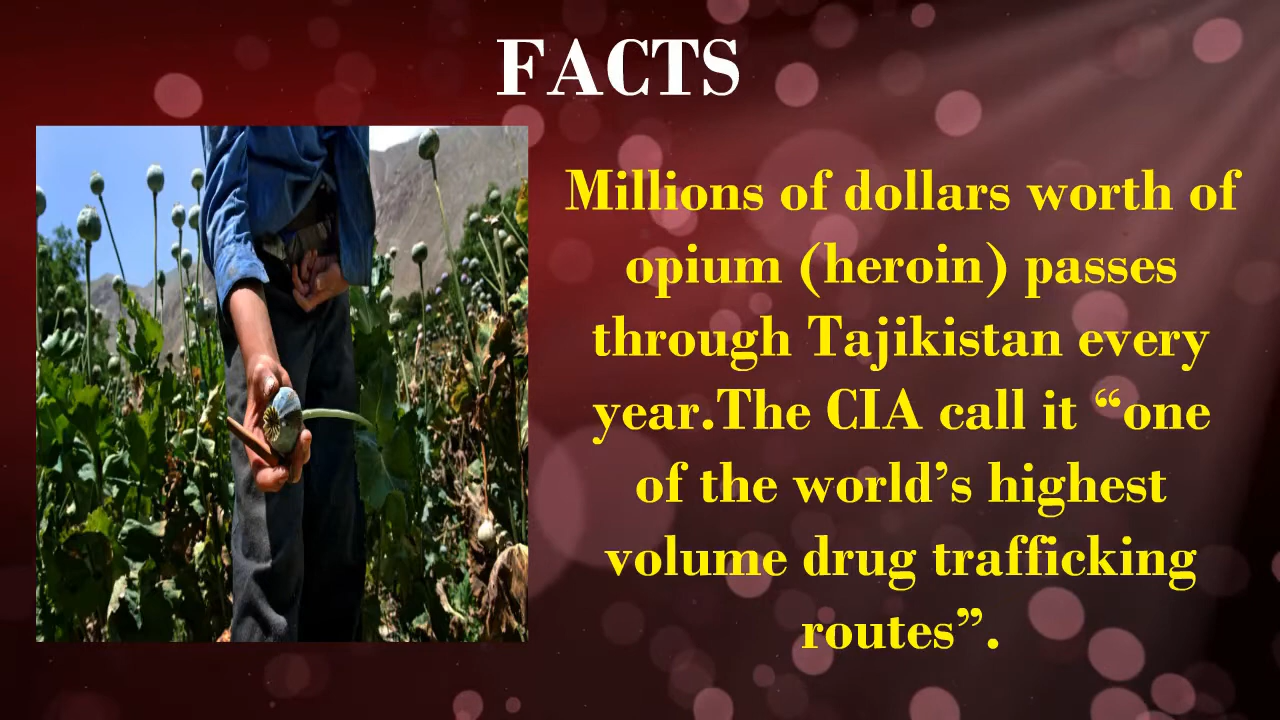 FACTS
Millions of dollars worth of
opium (heroin) passes
through Tajikistan every
year.The CIA call it “one
of the world’s highest
volume drug trafficking
routes”.